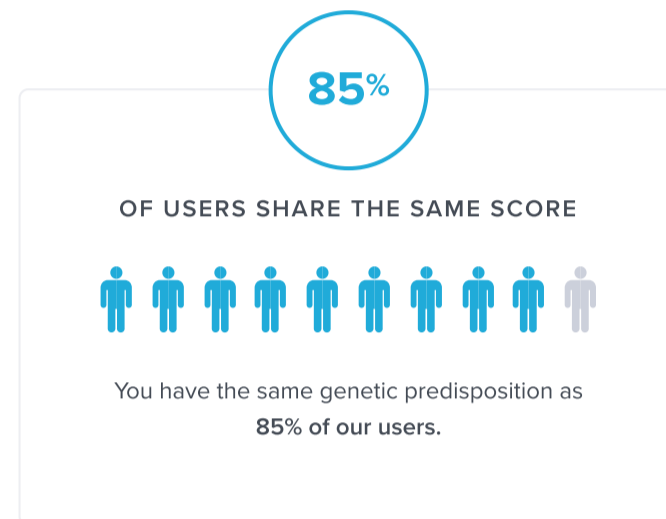 85%
OF USERS SHARE THE SAME SCORE
You have the same genetic predisposition as
85% of our users.